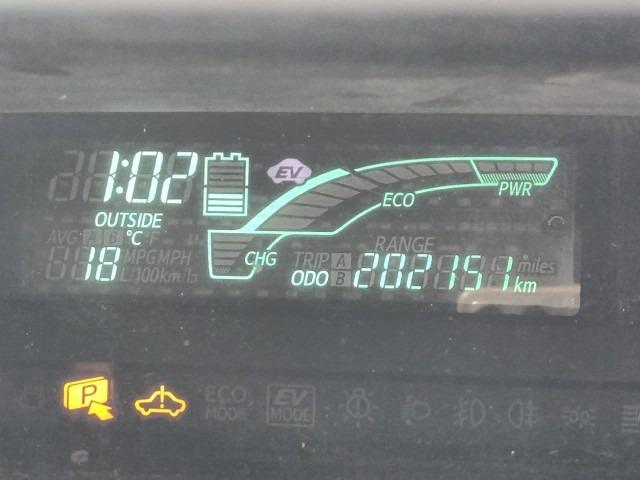 1:02
EV
ECO
PWR
OUTSIDE
AVG A B °C F
18 MPG MPH
L/100km/h
CHG
RANGE
TRIP A
miles
ODO B 202151 km
P
ECO MODE
EV MODE